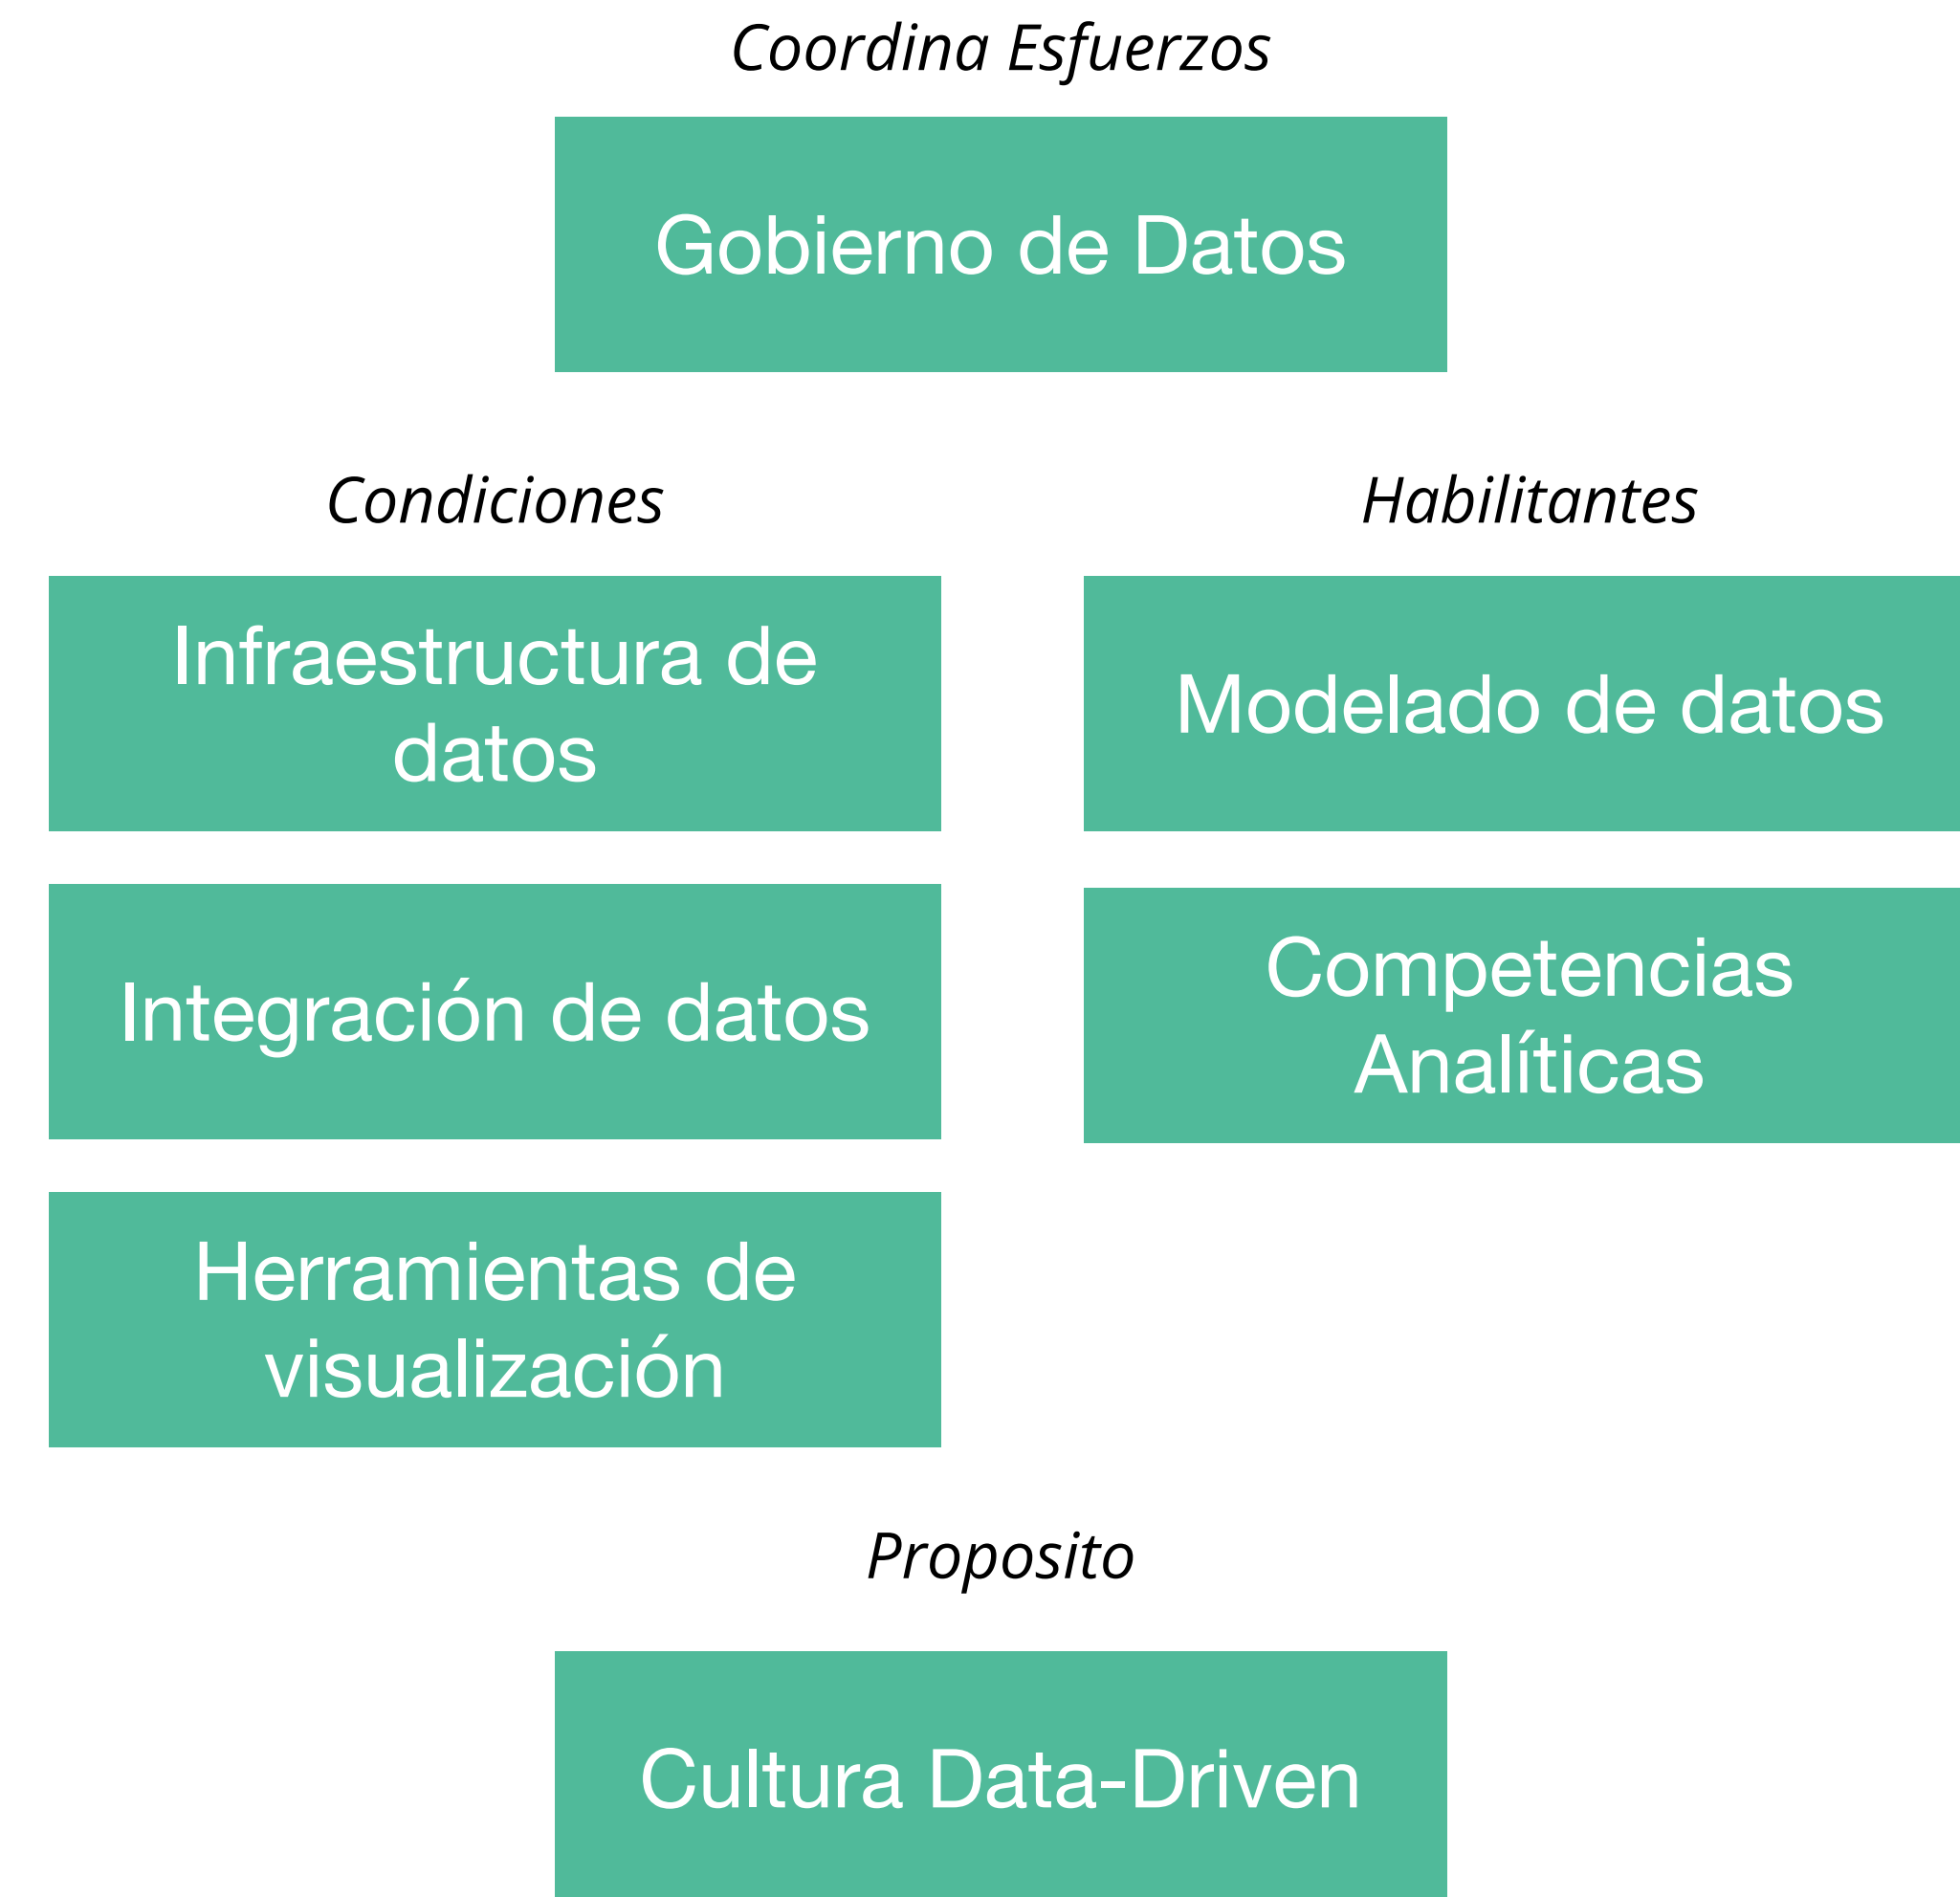 Coordina Esfuerzos
Gobierno de Datos
Condiciones
Infraestructura de
datos
Integración de datos
Herramientas de
visualización
Habilitantes
Modelado de datos
Competencias
Analíticas
Proposito
Cultura Data-Driven